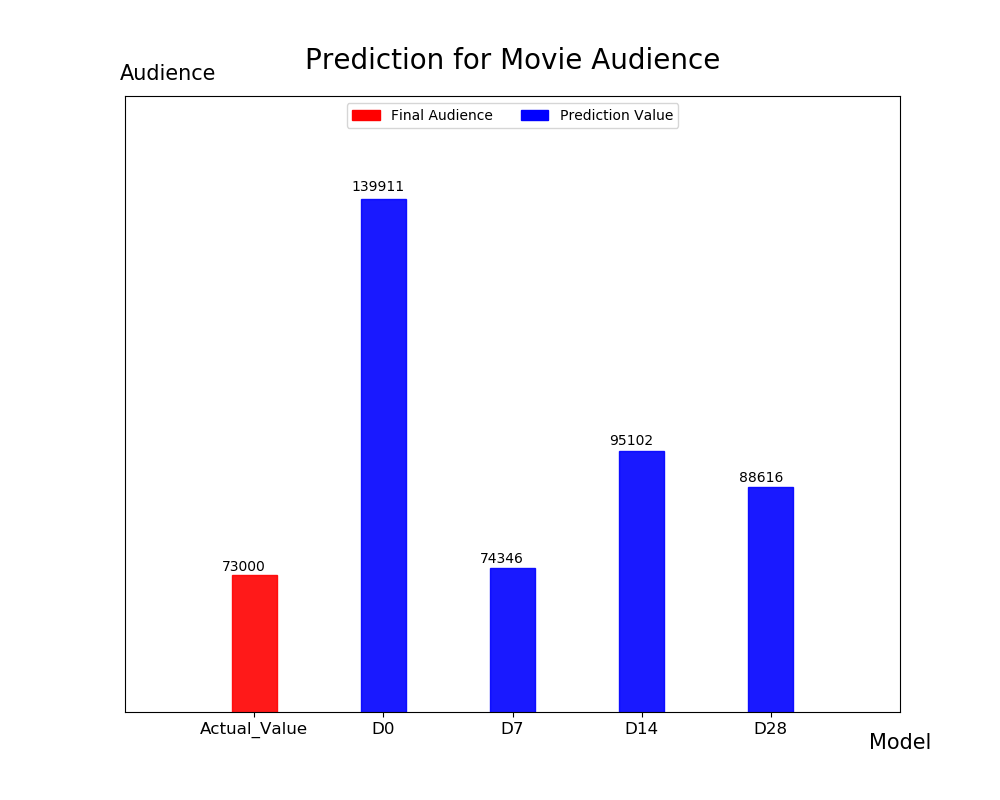 Prediction for Movie Audience
Audience
Final Audience
Prediction Value
139911
95102
88616
74346
73000
Actual_Value
D0
D7
D14
D28
Model